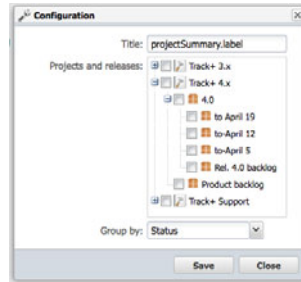 Configuration
Title: projectSummary.label
Projects and releases: Track+ 3.x
Track+ 4.x
4.0
to April 19
to-April 12
to-April 5
Rel. 4.0 backlog
Product backlog
Track+ Support
Group by: Status
Save Close